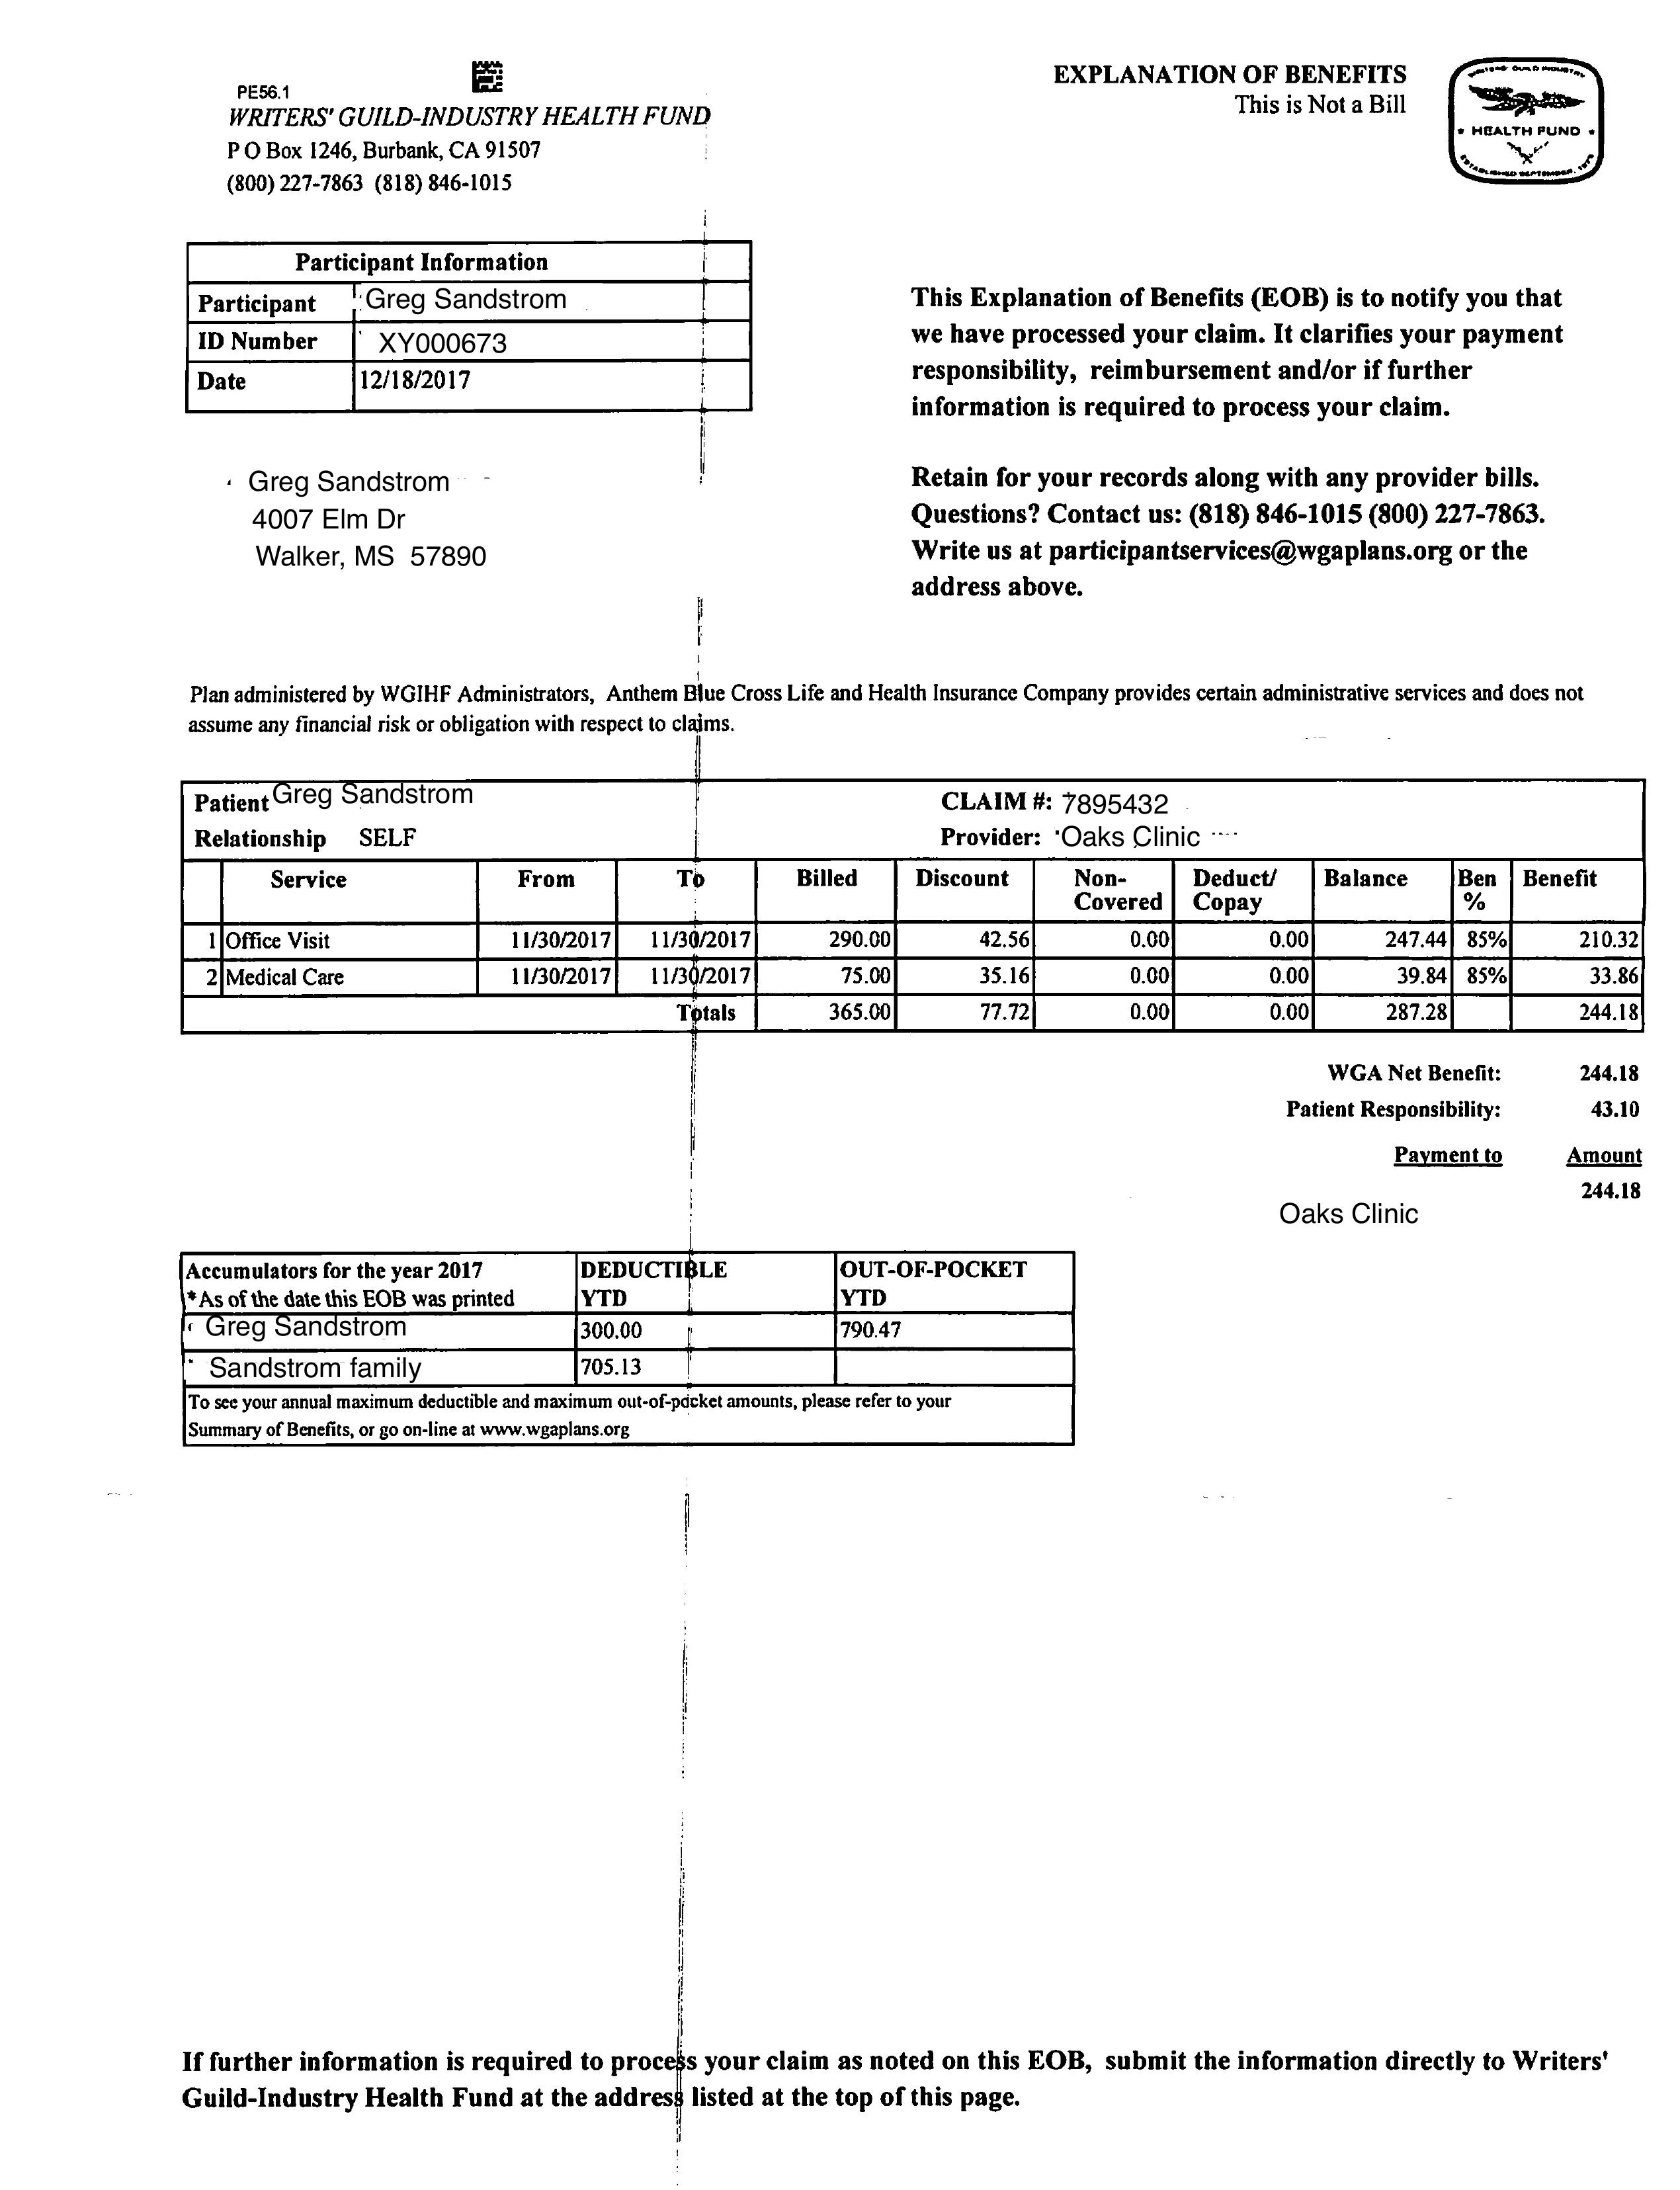 PE56.1
WRITERS' GUILD-INDUSTRY HEALTH FUND
P O Box 1246, Burbank, CA 91507
(800) 227-7863 (818) 846-1015
EXPLANATION OF BENEFITS
This is Not a Bill
WRITERS' GUILD INDUSTRY
HEALTH FUND
ESTABLISHED SEPTEMBER, 1973
Participant Information
Participant Greg Sandstrom
ID Number XY000673
Date 12/18/2017
This Explanation of Benefits (EOB) is to notify you that
we have processed your claim. It clarifies your payment
responsibility, reimbursement and/or if further
information is required to process your claim.
Greg Sandstrom
4007 Elm Dr
Walker, MS 57890
Retain for your records along with any provider bills.
Questions? Contact us: (818) 846-1015 (800) 227-7863.
Write us at participantservices@wgaplans.org or the
address above.
Plan administered by WGIHF Administrators, Anthem Blue Cross Life and Health Insurance Company provides certain administrative services and does not
assume any financial risk or obligation with respect to claims.
Patient Greg Sandstrom CLAIM #: 7895432
Relationship SELF Provider: Oaks Clinic
Service From To Billed Discount Non- Deduct/ Balance Ben Benefit
Covered Copay %
1 Office Visit 11/30/2017 11/30/2017 290.00 42.56 0.00 0.00 247.44 85% 210.32
2 Medical Care 11/30/2017 11/30/2017 75.00 35.16 0.00 0.00 39.84 85% 33.86
Totals 365.00 77.72 0.00 0.00 287.28 244.18
WGA Net Benefit: 244.18
Patient Responsibility: 43.10
Payment to Amount
244.18
Oaks Clinic
Accumulators for the year 2017 DEDUCTIBLE OUT-OF-POCKET
*As of the date this EOB was printed YTD YTD
Greg Sandstrom 300.00 790.47
Sandstrom family 705.13
To see your annual maximum deductible and maximum out-of-pocket amounts, please refer to your
Summary of Benefits, or go on-line at www.wgaplans.org
If further information is required to process your claim as noted on this EOB, submit the information directly to Writers'
Guild-Industry Health Fund at the address listed at the top of this page.